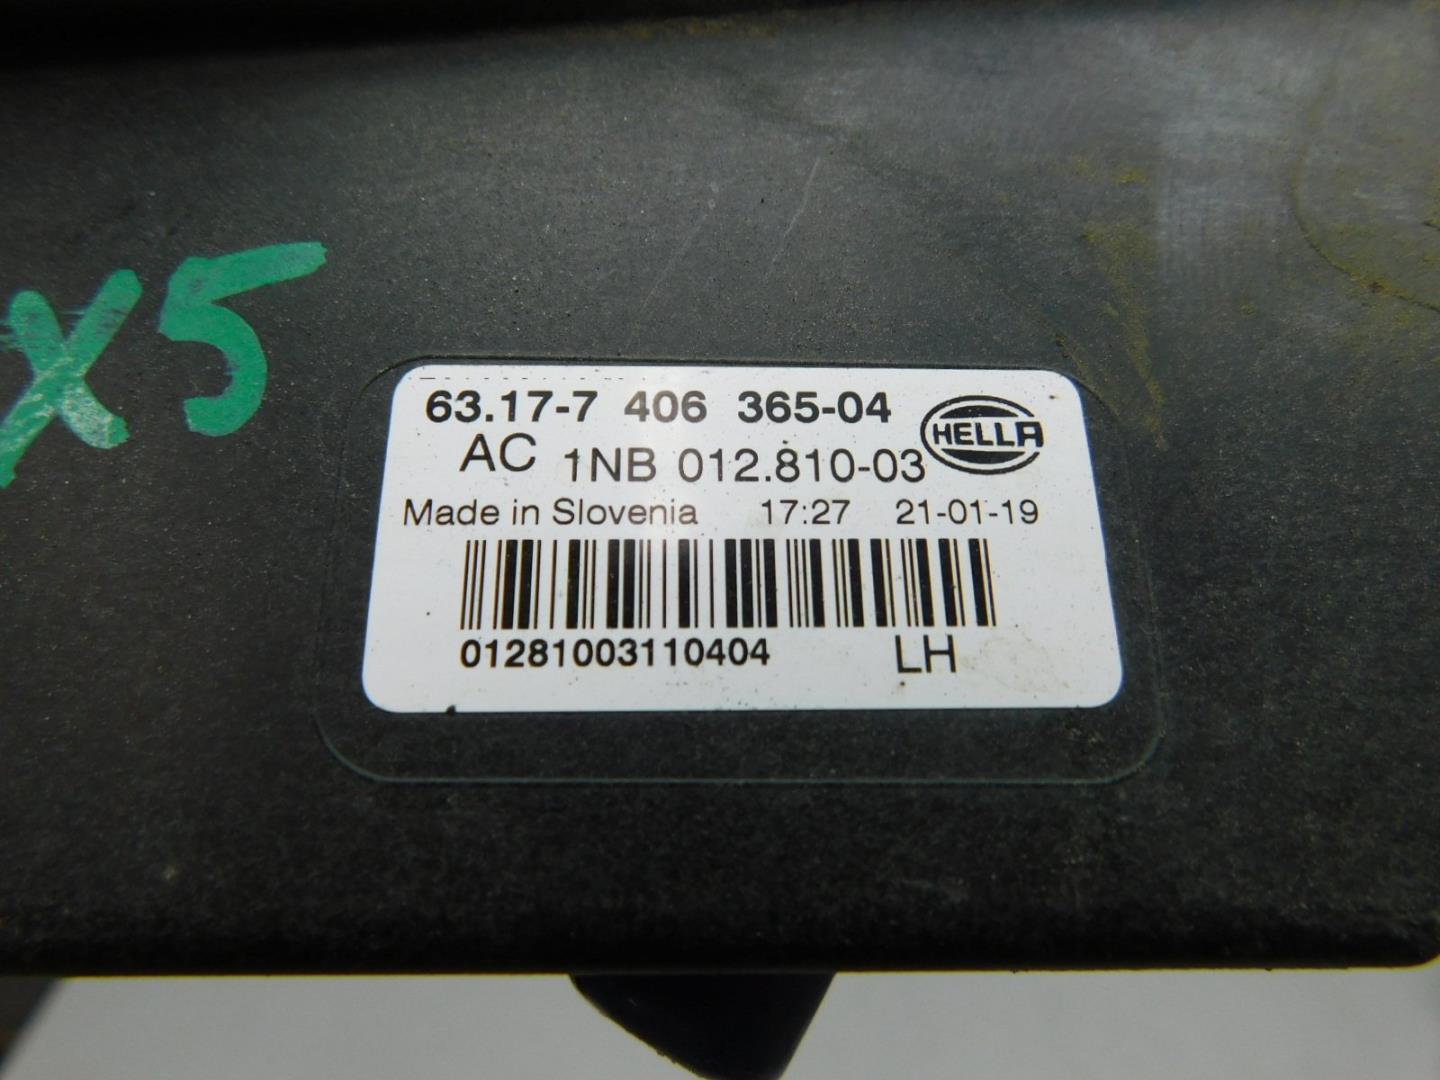 X5
63.17-7 406 365-04
HELLA
AC 1NB 012.810-03
Made in Slovenia 17:27 21-01-19
01281003110404 LH